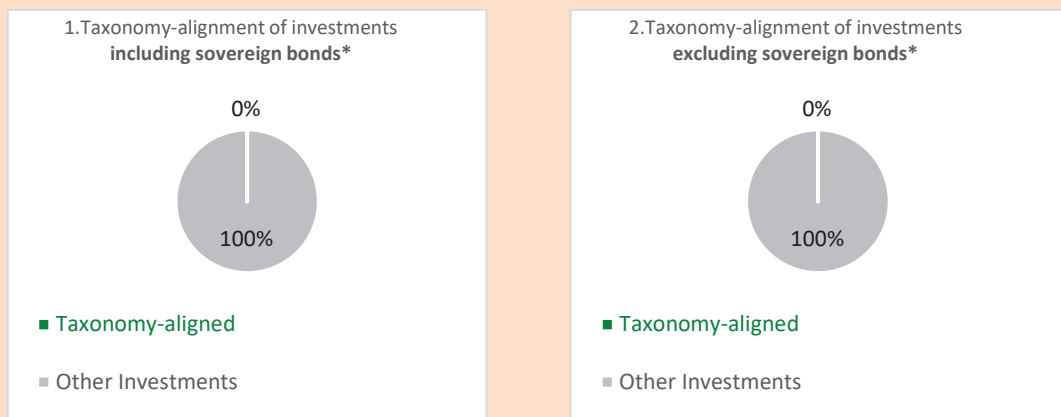 1.Taxonomy-alignment of investments
including sovereign bonds*
0%
100%
Taxonomy-aligned
Other Investments
2.Taxonomy-alignment of investments
excluding sovereign bonds*
0%
100%
Taxonomy-aligned
Other Investments